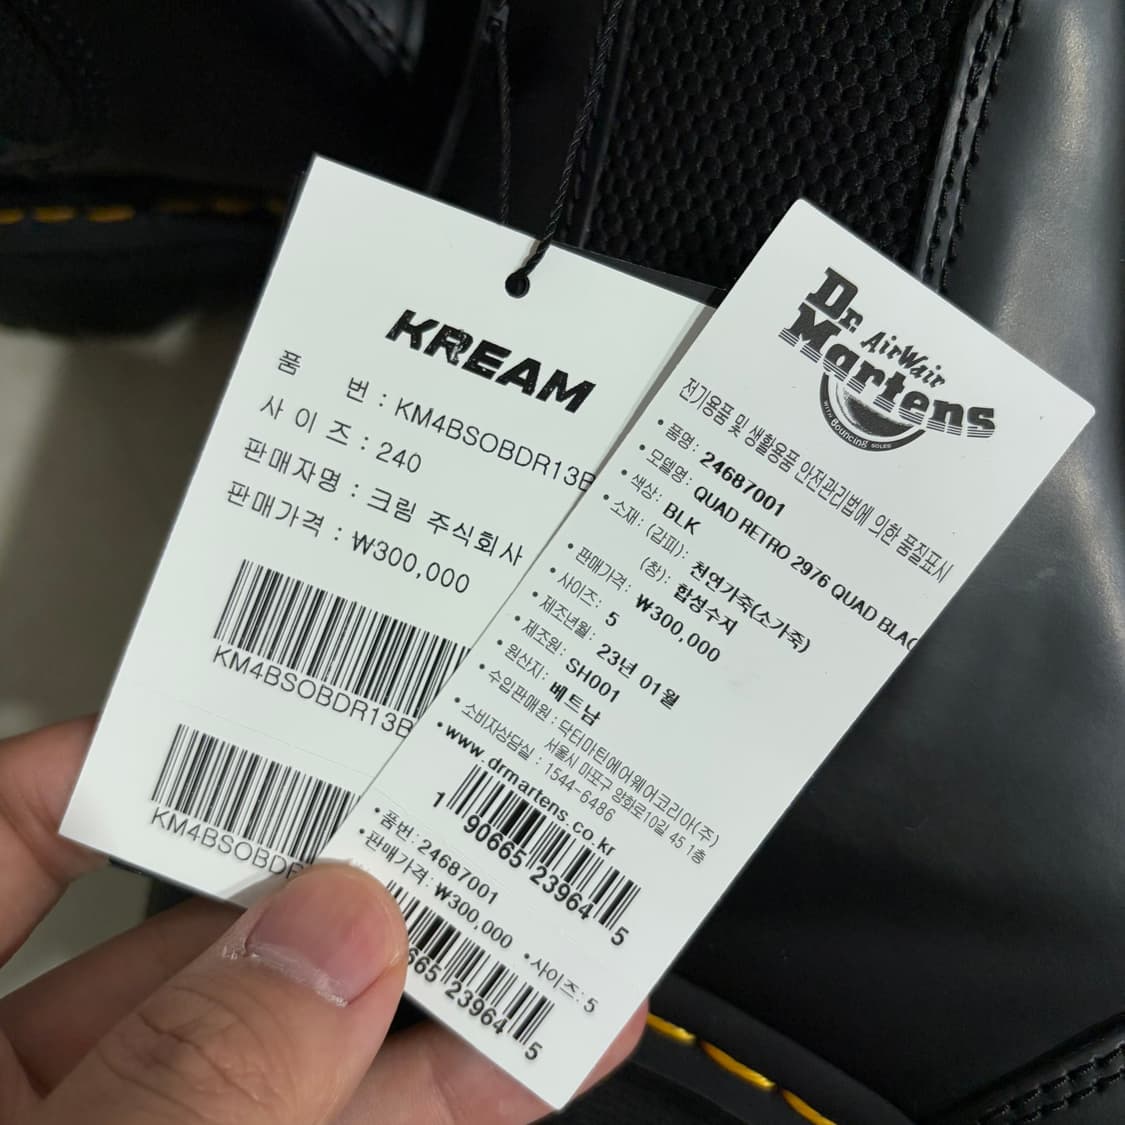 KREAM
품 번 : KM4BSOBDR13B
사 이 즈 : 240
판매자명 : 크림 주식회사
판매가격 : ₩300,000
KM4BSOBDR13B
KM4BSOBDR
Dr. AirWair
Martens
WITH Bouncing SOLES
전기용품 및 생활용품 안전관리법에 의한 품질표시
• 품명: 24687001
• 모델명: QUAD RETRO 2976 QUAD BLAC
• 색상: BLK
• 소재: (갑피): 천연가죽(소가죽)
(창): 합성수지
• 판매가격: ₩300,000
• 사이즈: 5
• 제조년월: 23년 01월
• 제조원: SH001
• 원산지: 베트남
• 수입판매원 : 닥터마틴에어웨어코리아(주)
서울시 마포구 양화로10길 45 1층
• 소비자상담실 : 1544-6486
• www.drmartens.co.kr
1 90665 23964 5
• 품번: 24687001
• 판매가격: ₩300,000 • 사이즈: 5
665 23964 5